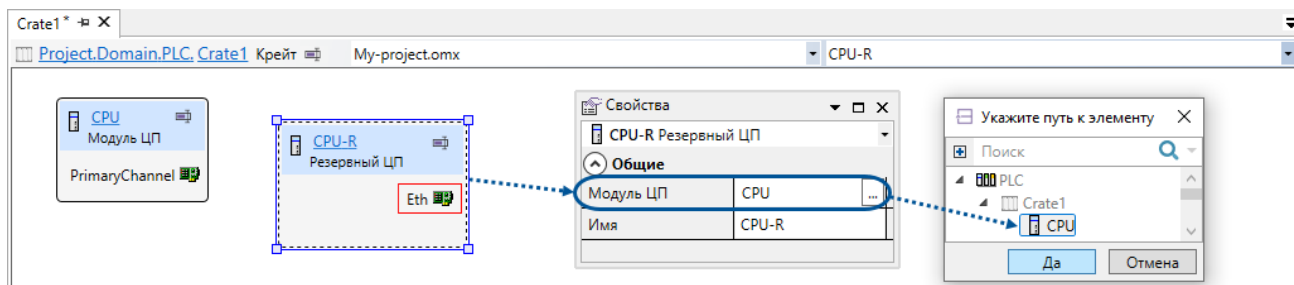 Crate1*
Project.Domain.PLC. Crate1 Крейт My-project.omx CPU-R
CPU
Модуль ЦП
PrimaryChannel
CPU-R
Резервный ЦП
Eth
Свойства
CPU-R Резервный ЦП
Общие
Модуль ЦП CPU ...
Имя CPU-R
Укажите путь к элементу
Поиск
PLC
Crate1
CPU
Да Отмена